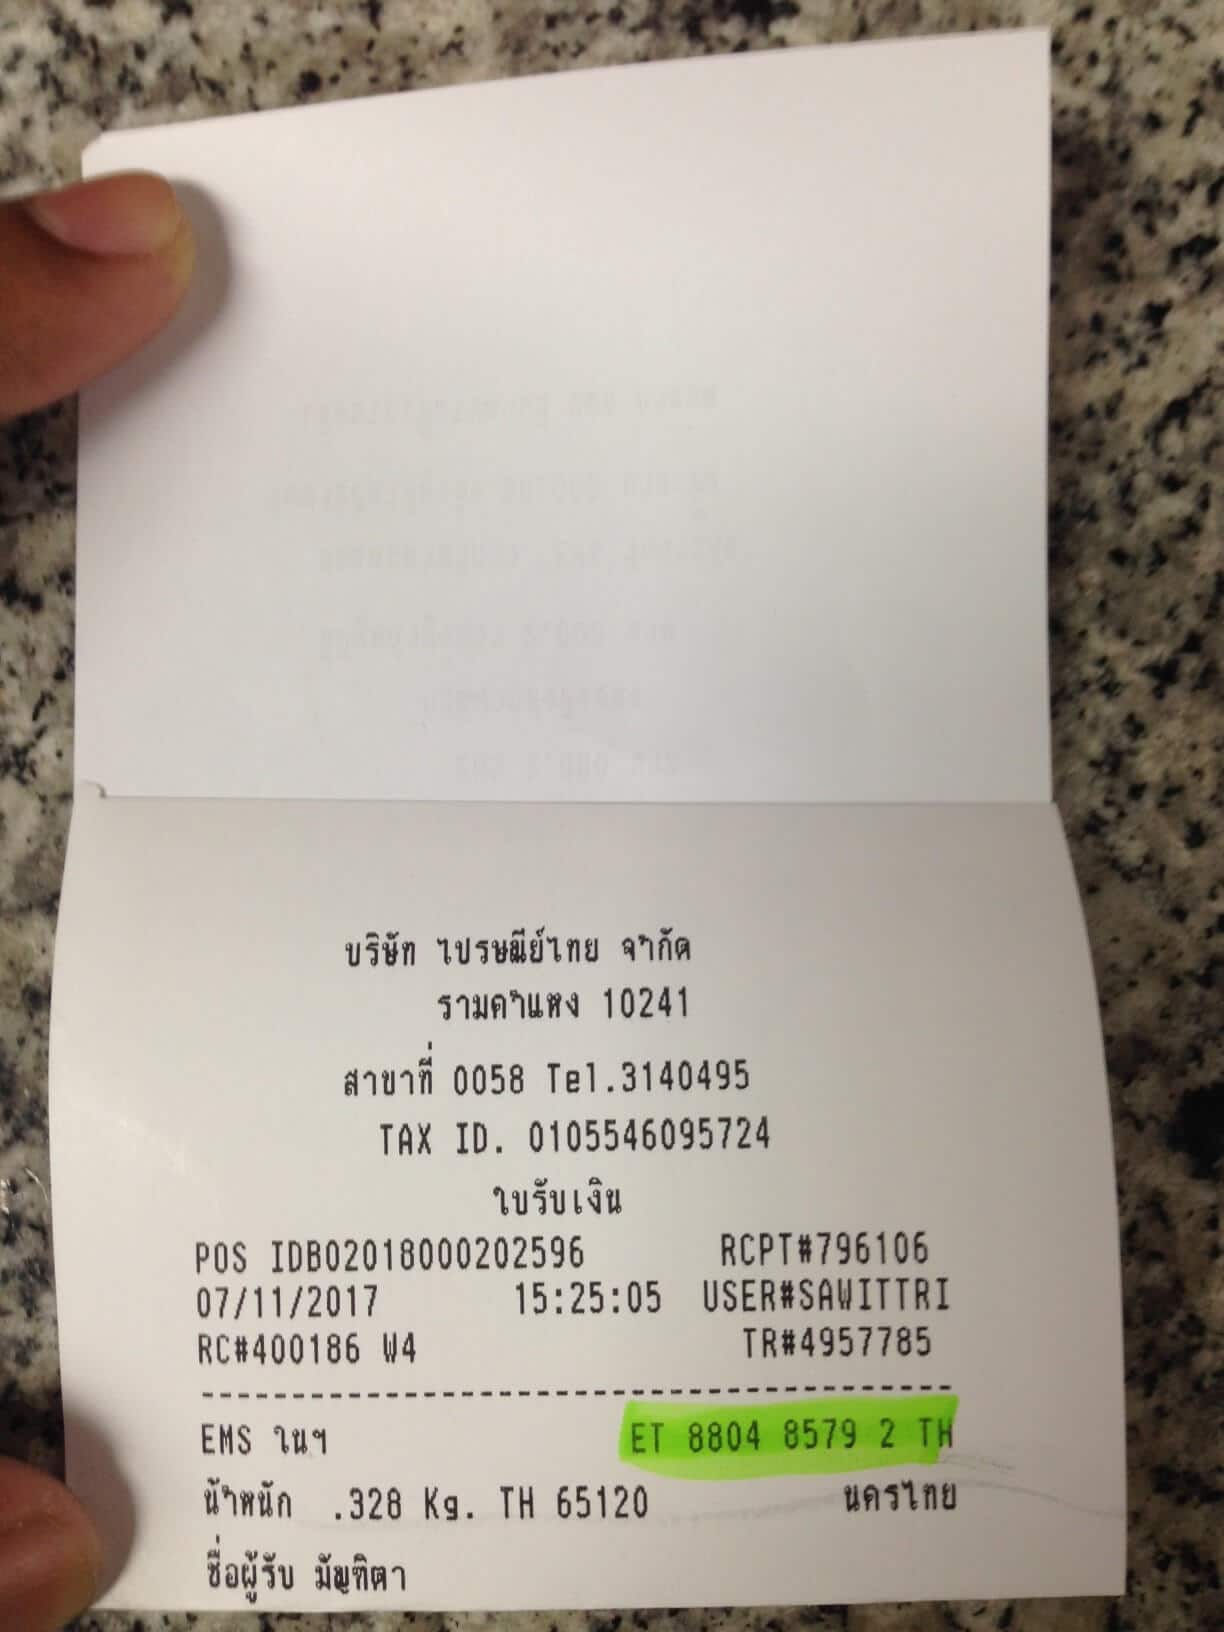 บริษัท ไปรษณีย์ไทย จำกัด
รามคำแหง 10241
สาขาที่ 0058 Tel.3140495
TAX ID. 0105546095724
ใบรับเงิน
POS IDB02018000202596 RCPT#796106
07/11/2017 15:25:05 USER#SAWITTRI
RC#400186 W4 TR#4957785
EMS ในฯ ET 8804 8579 2 TH
น้ำหนัก .328 Kg. TH 65120 นครไทย
ชื่อผู้รับ มัญฑิตา